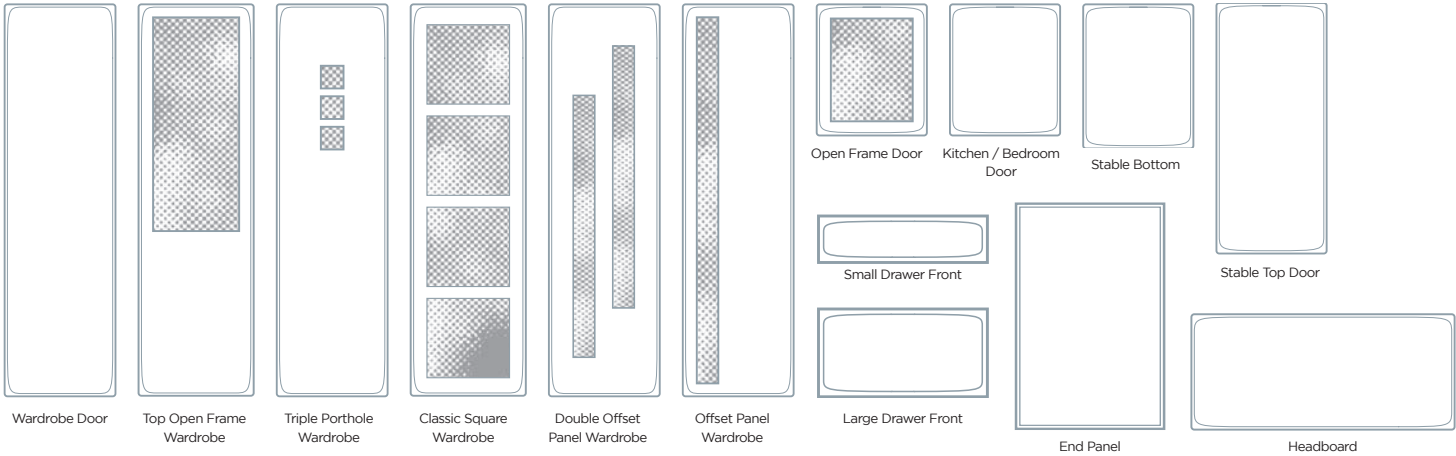 Wardrobe Door
Top Open Frame
Wardrobe
Triple Porthole
Wardrobe
Classic Square
Wardrobe
Double Offset
Panel Wardrobe
Offset Panel
Wardrobe
Open Frame Door
Kitchen / Bedroom
Door
Stable Bottom
Small Drawer Front
Stable Top Door
Large Drawer Front
End Panel
Headboard